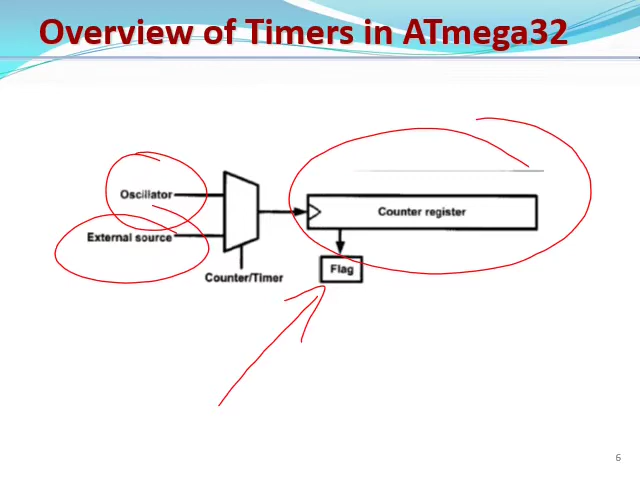 Overview of Timers in ATmega32
Oscillator
External source
Counter register
Flag
Counter/Timer
6